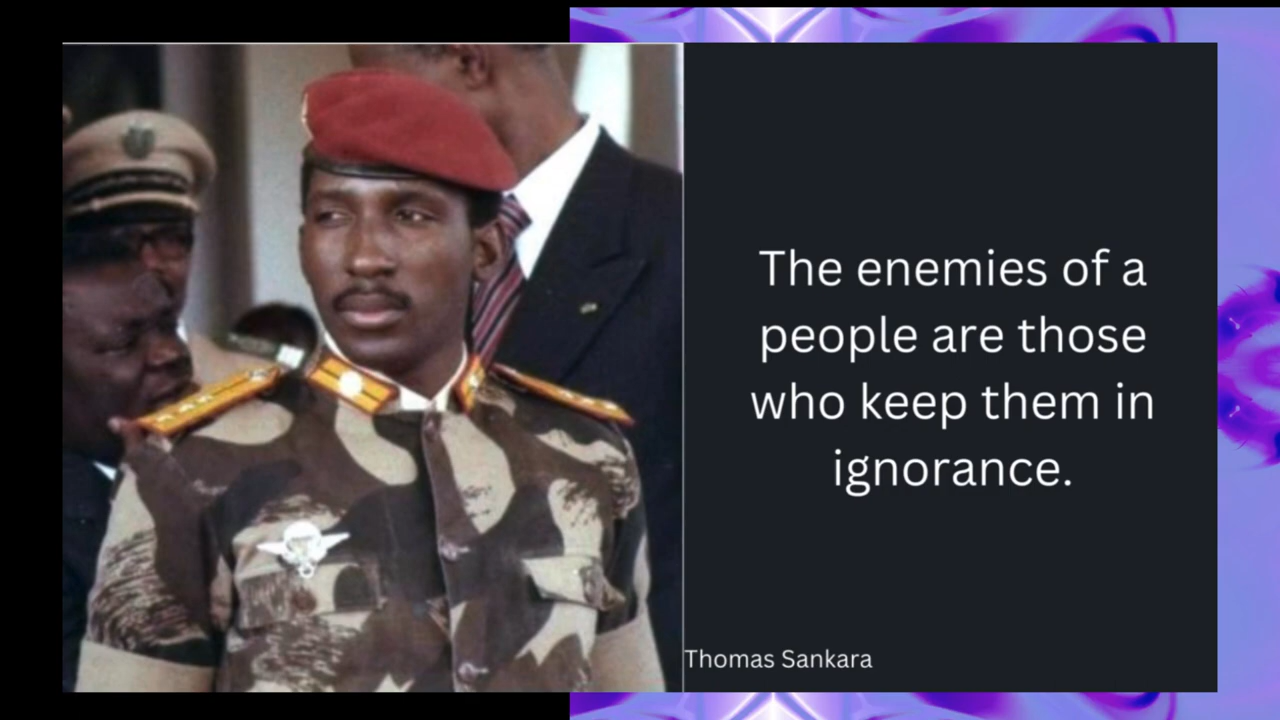 The enemies of a
people are those
who keep them in
ignorance.
Thomas Sankara